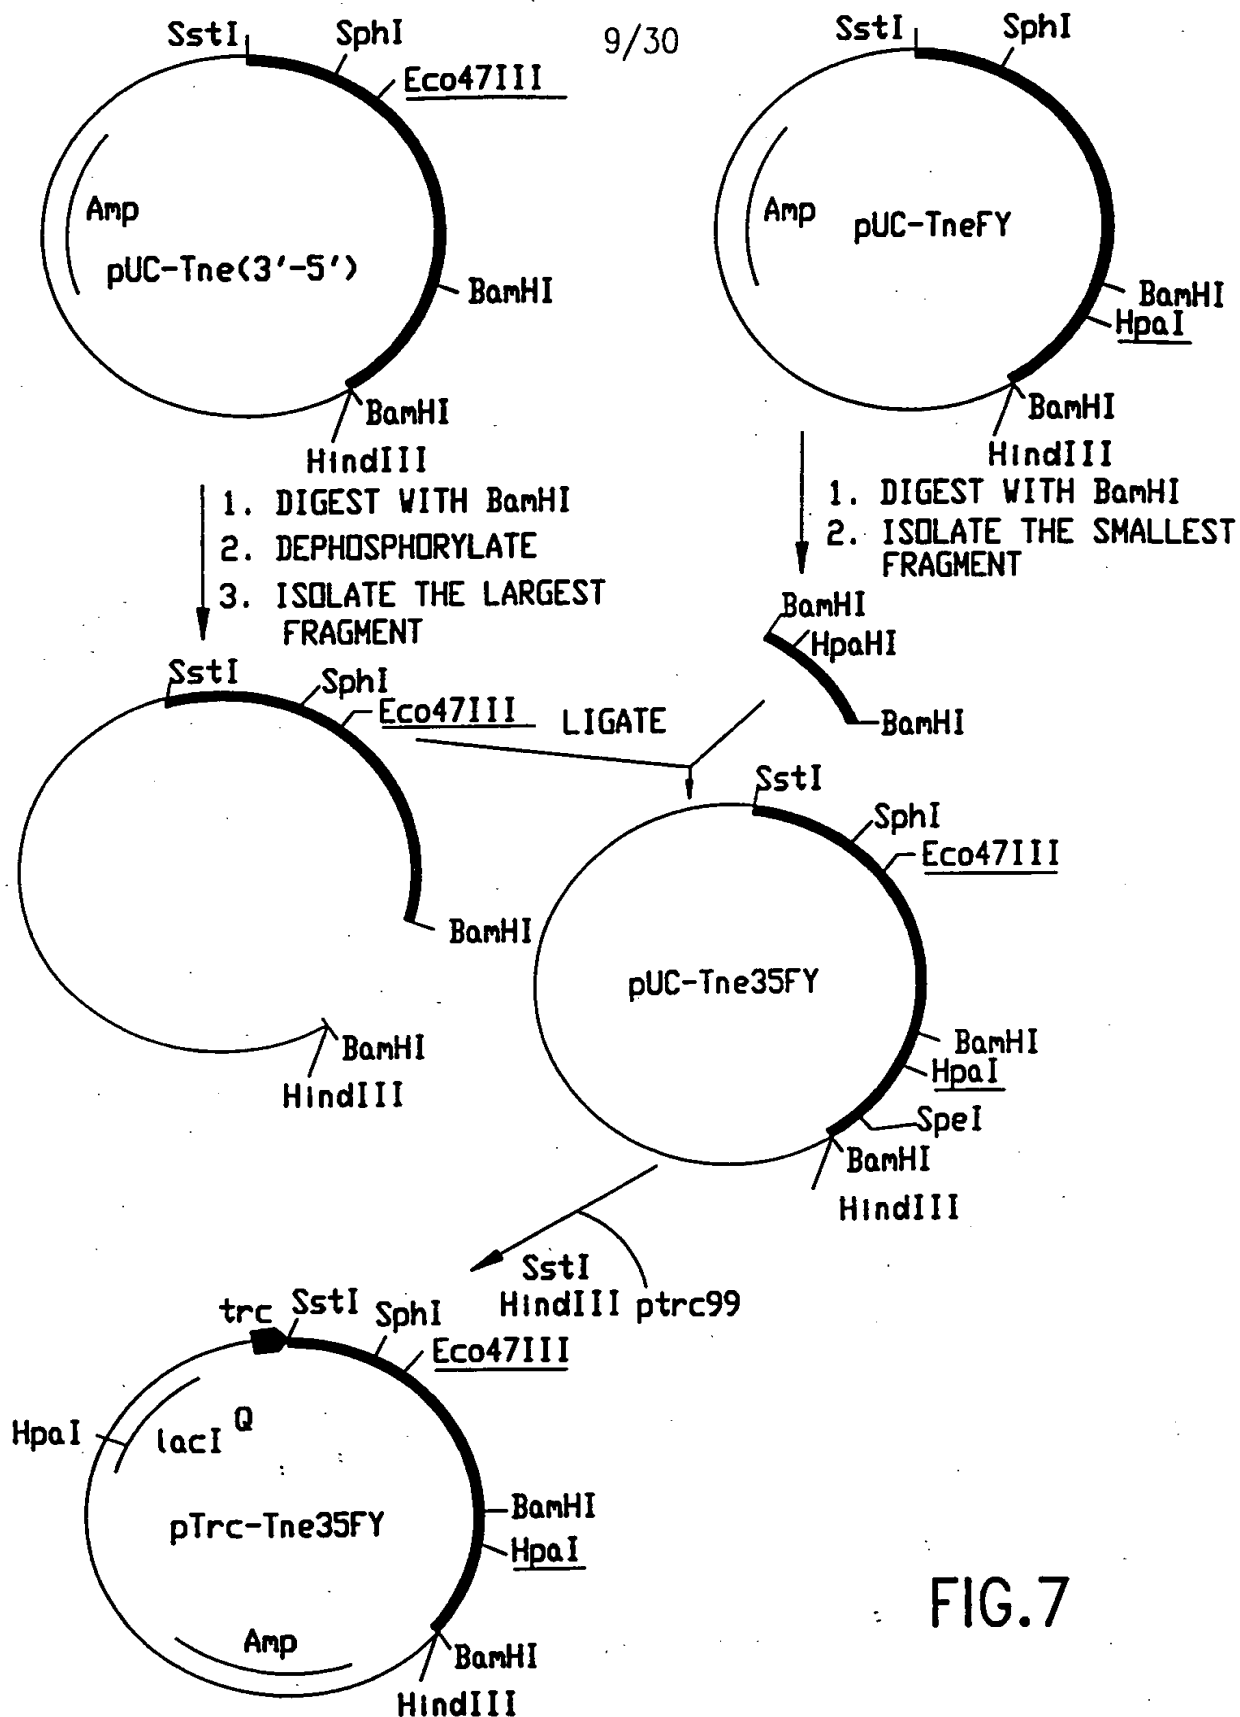 9/30
SstI
SphI
Eco47III
Amp
pUC-Tne(3'-5')
BamHI
BamHI
HindIII
SstI
SphI
Amp
pUC-TneFY
BamHI
HpaI
BamHI
HindIII
1. DIGEST WITH BamHI
2. DEPHOSPHORYLATE
3. ISOLATE THE LARGEST
FRAGMENT
1. DIGEST WITH BamHI
2. ISOLATE THE SMALLEST
FRAGMENT
BamHI
HpaHI
BamHI
SstI
SphI
Eco47III
LIGATE
BamHI
BamHI
HindIII
SstI
SphI
Eco47III
pUC-Tne35FY
BamHI
HpaI
SpeI
BamHI
HindIII
SstI
HindIII ptrc99
trc
SstI
SphI
Eco47III
HpaI
lacI Q
pTrc-Tne35FY
BamHI
HpaI
Amp
BamHI
HindIII
FIG.7